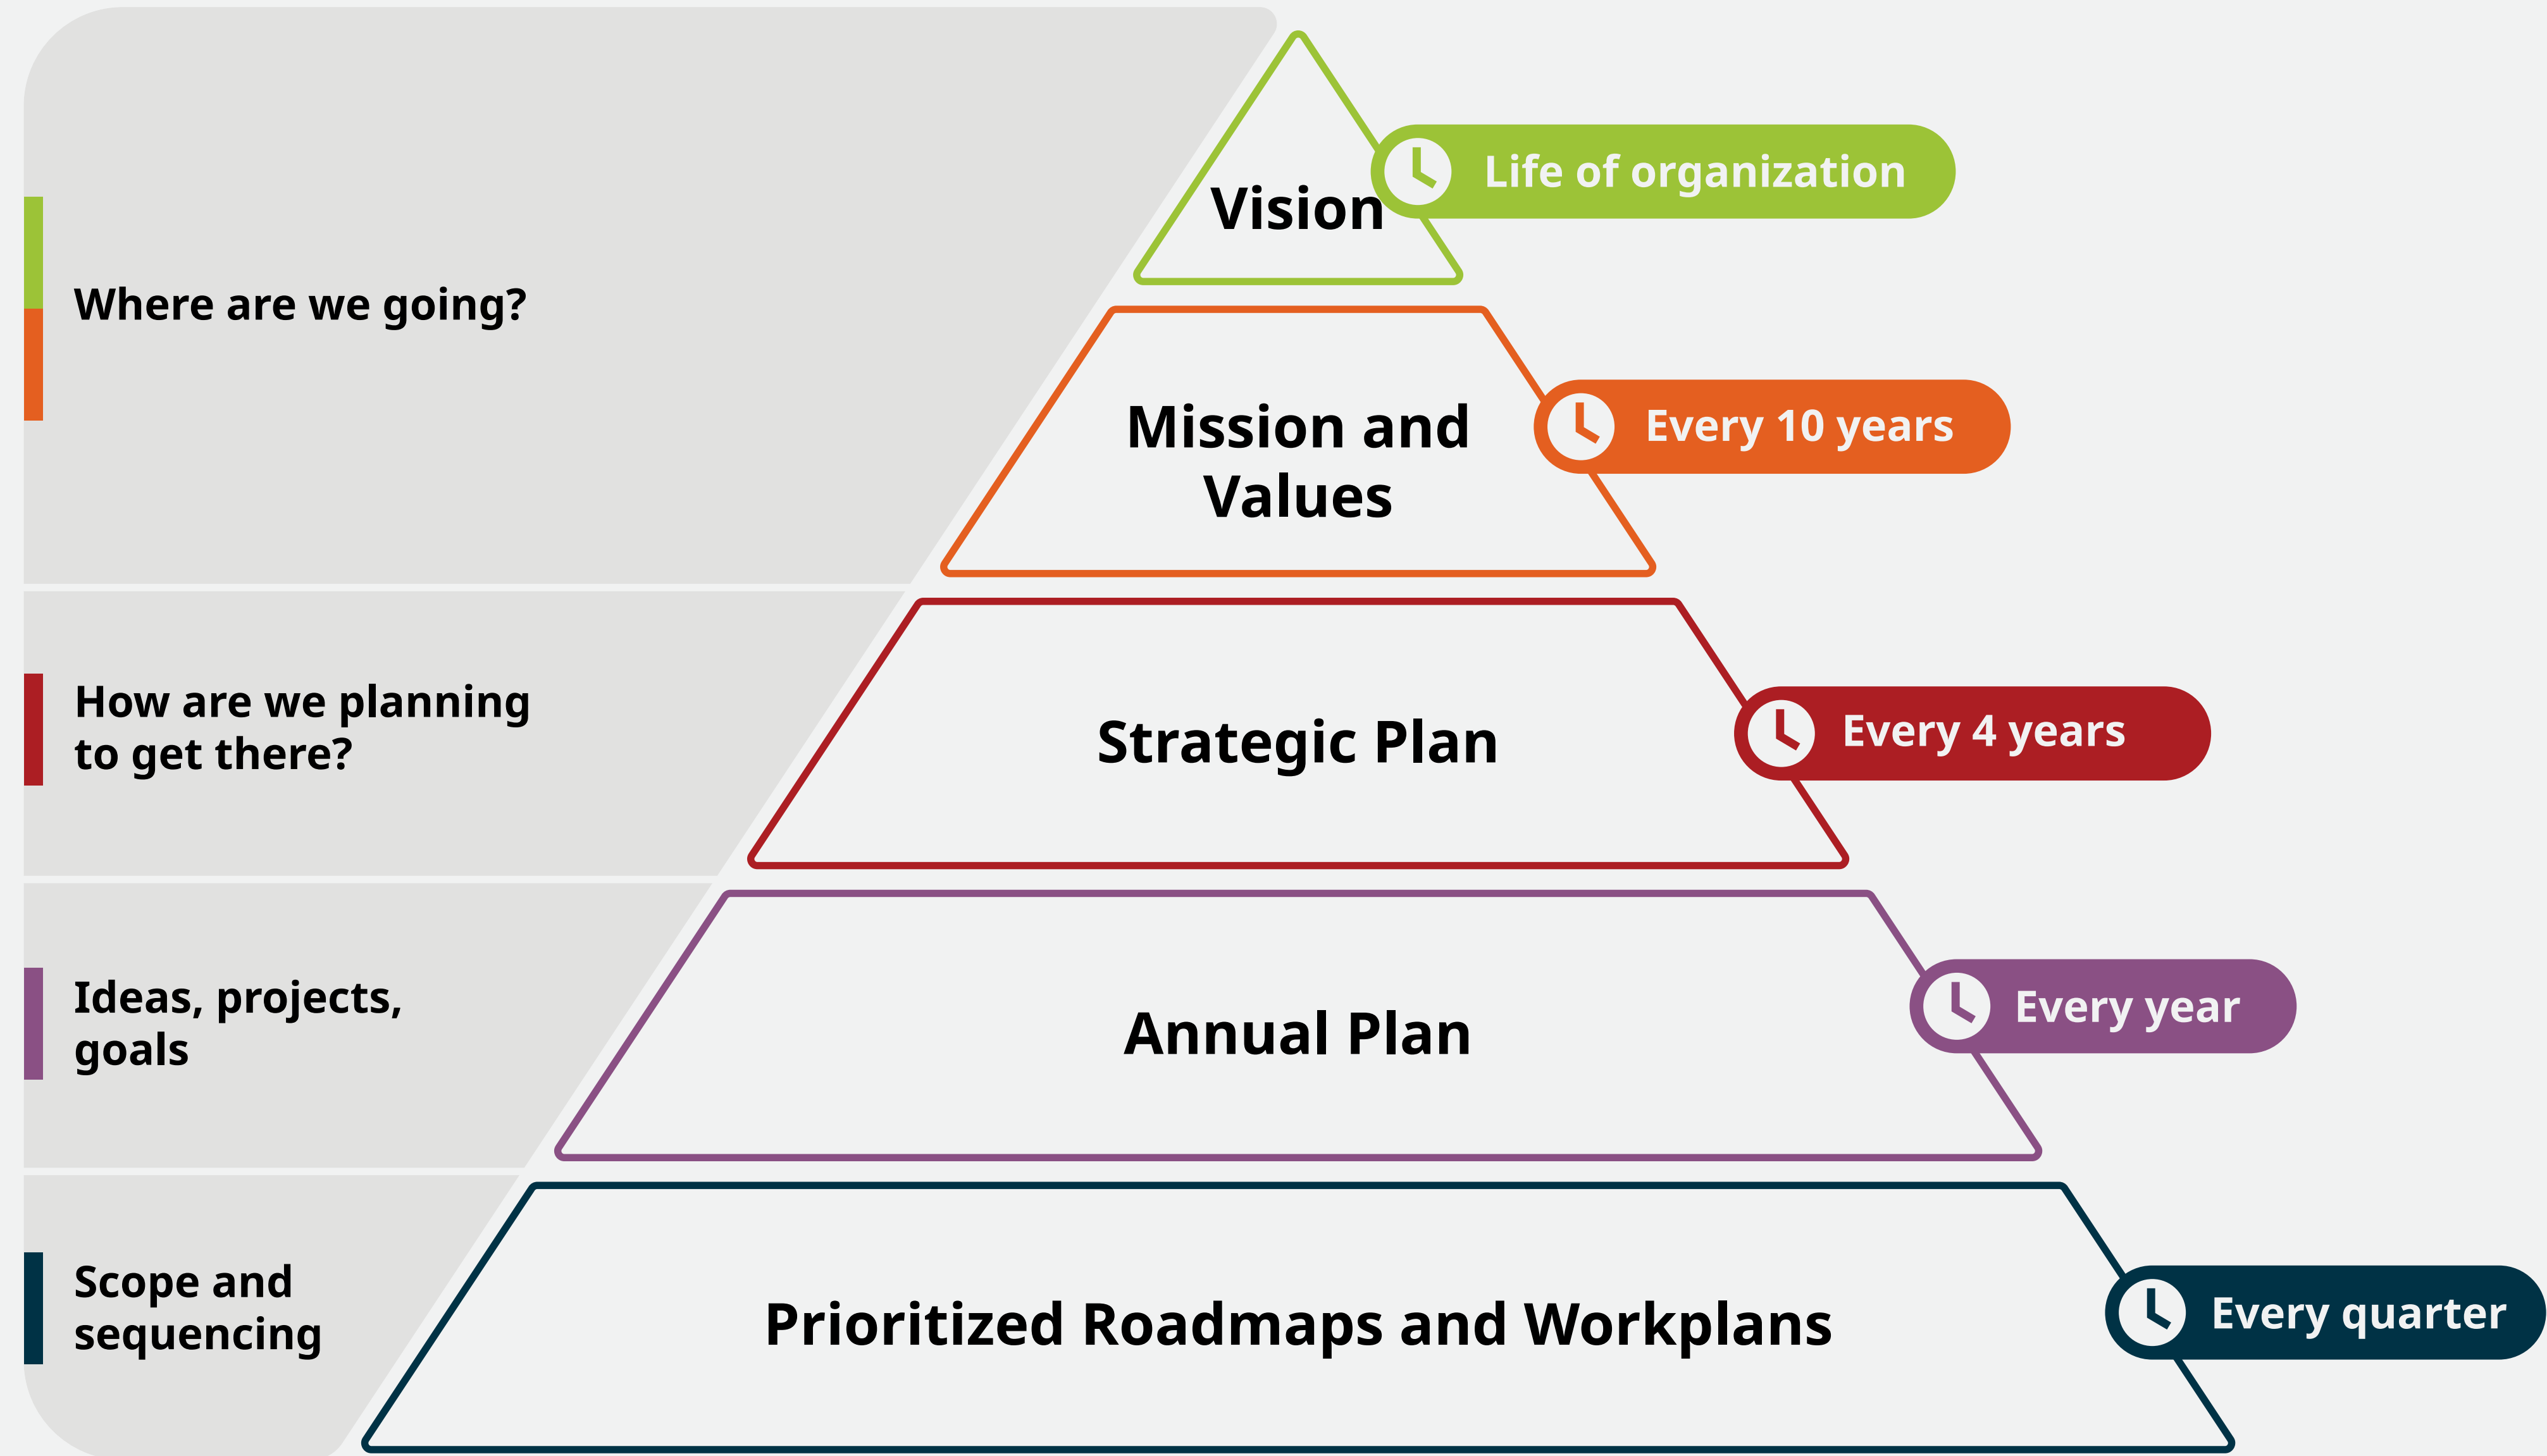 Where are we going?
Vision
Life of organization
Mission and
Values
Every 10 years
How are we planning
to get there?
Strategic Plan
Every 4 years
Ideas, projects,
goals
Annual Plan
Every year
Scope and
sequencing
Prioritized Roadmaps and Workplans
Every quarter